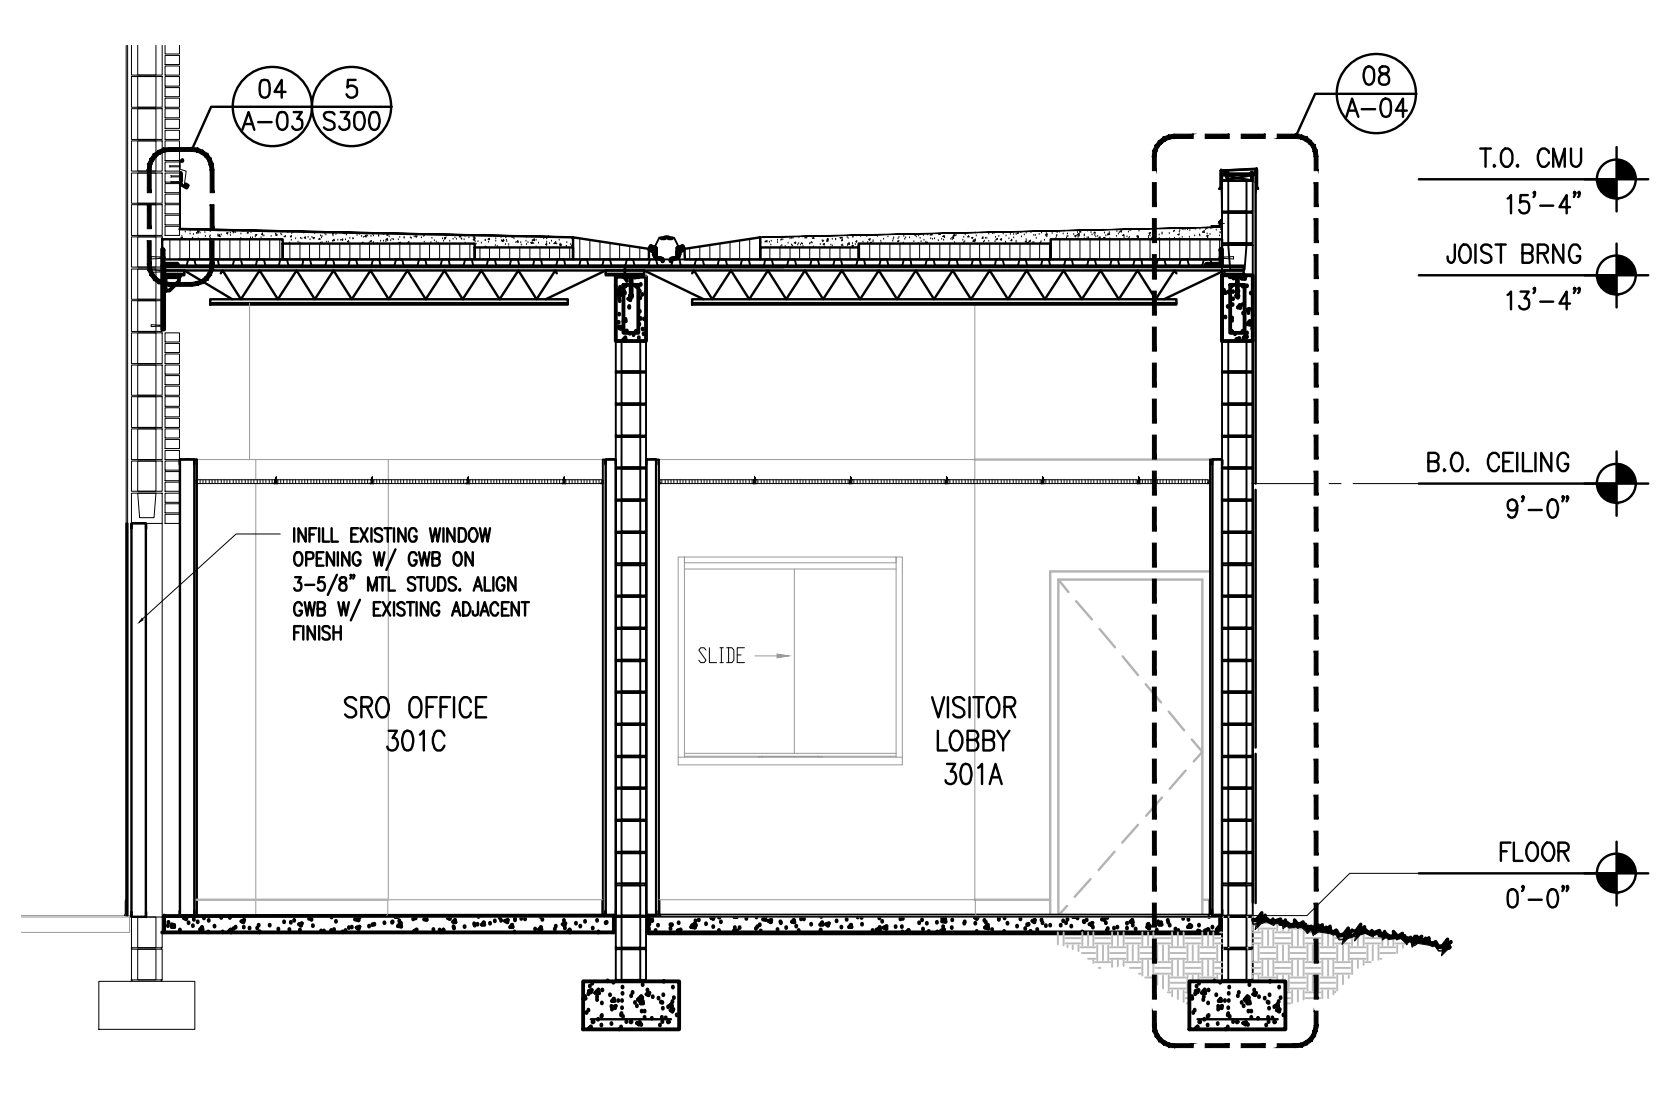 04
A-03
5
S300
08
A-04
T.O. CMU
15'-4"
JOIST BRNG
13'-4"
B.O. CEILING
9'-0"
INFILL EXISTING WINDOW
OPENING W/ GWB ON
3-5/8" MTL STUDS. ALIGN
GWB W/ EXISTING ADJACENT
FINISH
SLIDE
SRO OFFICE
301C
VISITOR
LOBBY
301A
FLOOR
0'-0"